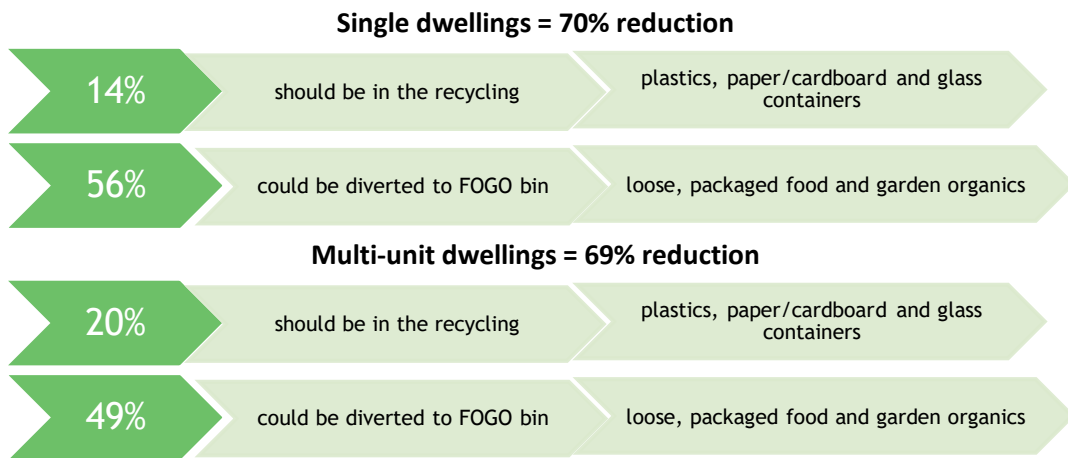 Single dwellings = 70% reduction
14%
should be in the recycling
plastics, paper/cardboard and glass
containers
56%
could be diverted to FOGO bin
loose, packaged food and garden organics
Multi-unit dwellings = 69% reduction
20%
should be in the recycling
plastics, paper/cardboard and glass
containers
49%
could be diverted to FOGO bin
loose, packaged food and garden organics